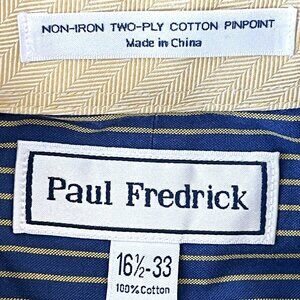 NON-IRON TWO-PLY COTTON PINPOINT
Made in China
Paul Fredrick
16½-33
100% Cotton